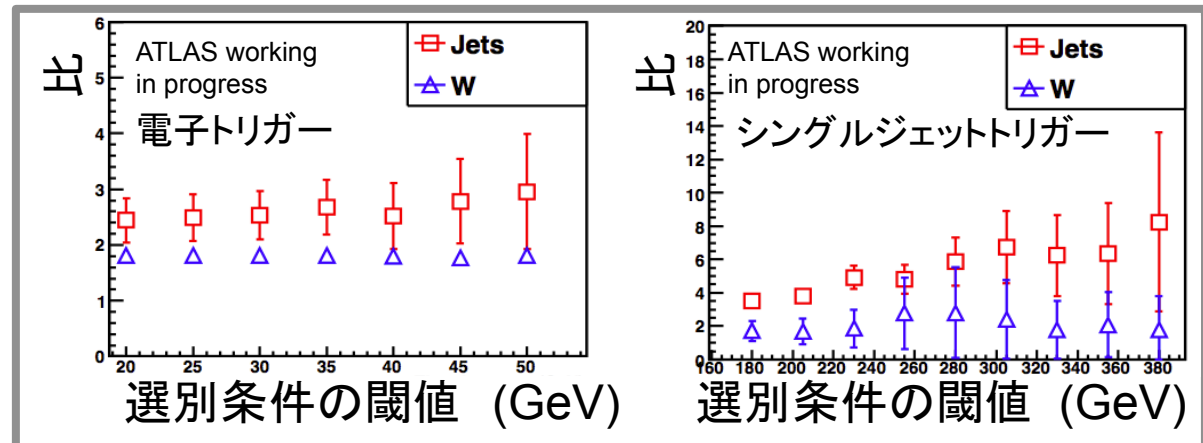 比
6
5
4
3
2
1
0
ATLAS working
in progress
電子トリガー
Jets
W
20 25 30 35 40 45 50
選別条件の閾値 (GeV)
比
20
18
16
14
12
10
8
6
4
2
0
ATLAS working
in progress
シングルジェットトリガー
Jets
W
160 180 200 220 240 260 280 300 320 340 360 380
選別条件の閾値 (GeV)